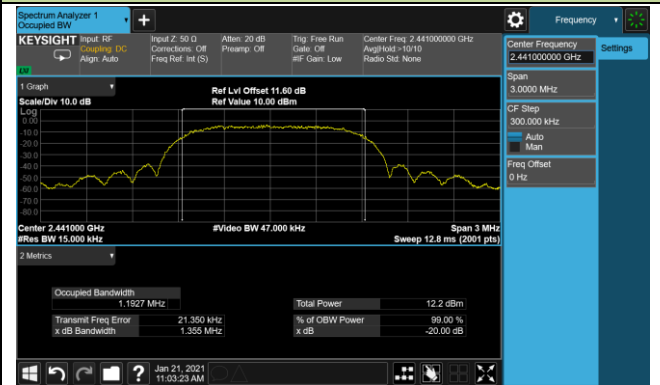 Spectrum Analyzer 1
Occupied BW
+
Frequency
KEYSIGHT
Input: RF
Coupling: DC
Align: Auto
Input Z: 50 Ω
Corrections: Off
Freq Ref: Int (S)
Atten: 20 dB
Preamp: Off
Trig: Free Run
Gate: Off
#IF Gain: Low
Center Freq: 2.441000000 GHz
Avg|Hold:>10/10
Radio Std: None
Center Frequency
2.441000000 GHz
Settings
Span
3.0000 MHz
CF Step
300.000 kHz
Auto
Man
Freq Offset
0 Hz
1 Graph
Scale/Div 10.0 dB
Ref Lvl Offset 11.60 dB
Ref Value 10.00 dBm
Log
0.00
-10.0
-20.0
-30.0
-40.0
-50.0
-60.0
-70.0
-80.0
Center 2.441000 GHz
#Res BW 15.000 kHz
#Video BW 47.000 kHz
Span 3 MHz
Sweep 12.8 ms (2001 pts)
2 Metrics
Occupied Bandwidth
1.1927 MHz
Total Power 12.2 dBm
Transmit Freq Error 21.350 kHz
% of OBW Power 99.00 %
x dB Bandwidth 1.355 MHz
x dB -20.00 dB
?
Jan 21, 2021
11:03:23 AM